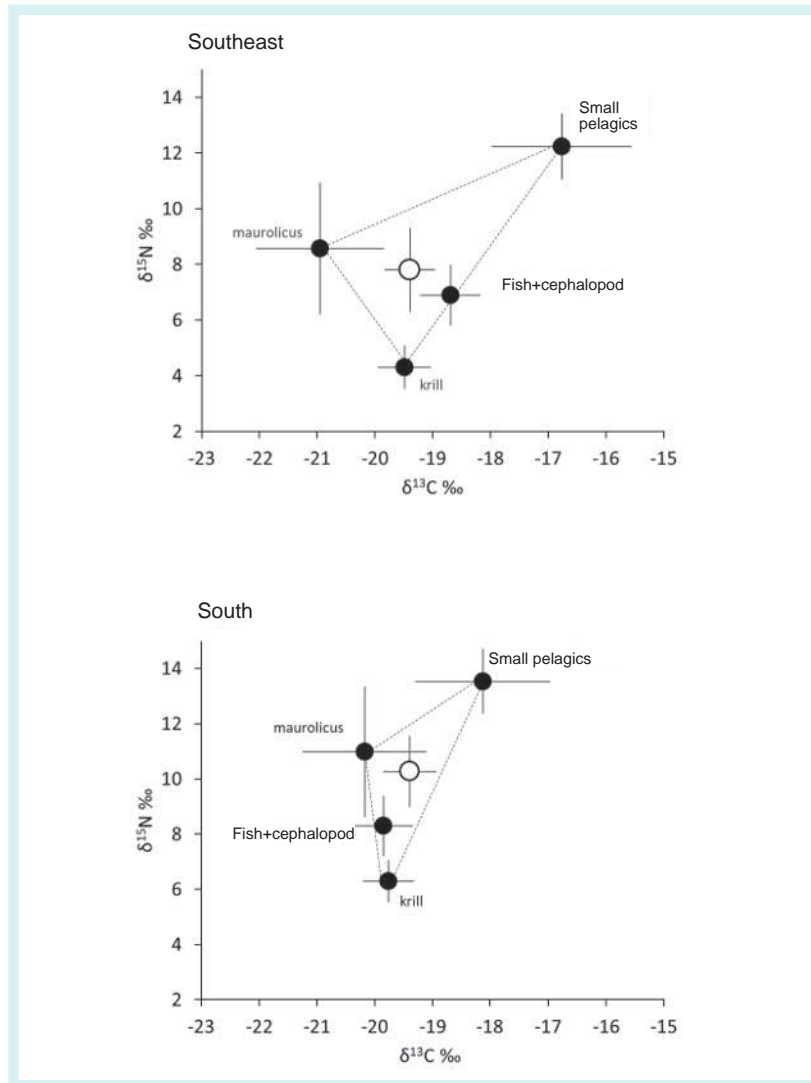 Southeast
14
12
10
8
6
4
2
δ15N ‰
Small
pelagics
maurolicus
Fish+cephalopod
krill
-23 -22 -21 -20 -19 -18 -17 -16 -15
δ13C ‰
South
14
12
10
8
6
4
2
δ15N ‰
Small pelagics
maurolicus
Fish+cephalopod
krill
-23 -22 -21 -20 -19 -18 -17 -16 -15
δ13C ‰